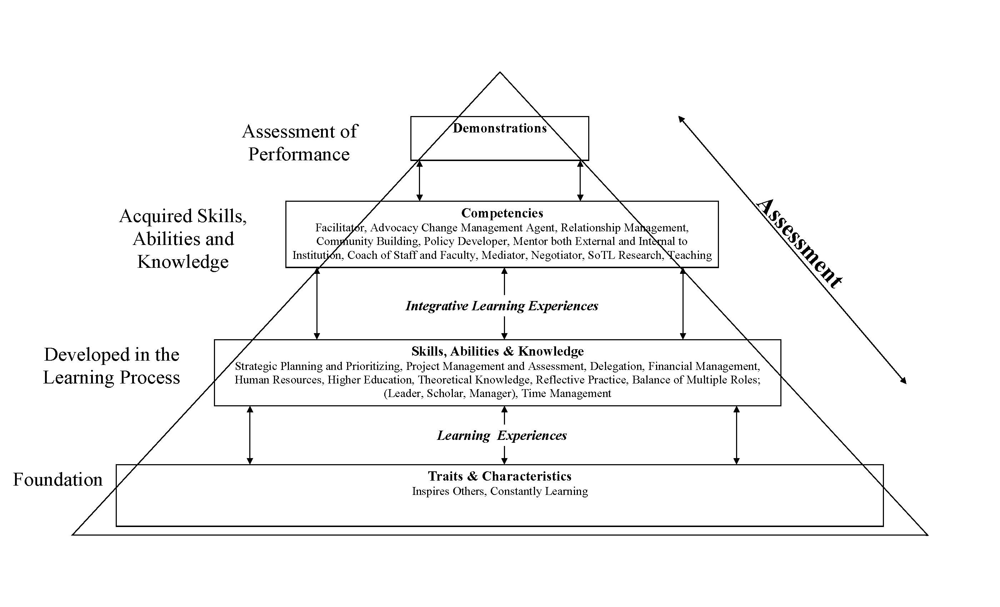 Assessment of
Performance
Demonstrations
Acquired Skills,
Abilities and
Knowledge
Competencies
Facilitator, Advocacy Change Management Agent, Relationship Management,
Community Building, Policy Developer, Mentor both External and Internal to
Institution, Coach of Staff and Faculty, Mediator, Negotiator, SoTL Research, Teaching
Assessment
Integrative Learning Experiences
Developed in the
Learning Process
Skills, Abilities & Knowledge
Strategic Planning and Prioritizing, Project Management and Assessment, Delegation, Financial Management,
Human Resources, Higher Education, Theoretical Knowledge, Reflective Practice, Balance of Multiple Roles;
(Leader, Scholar, Manager), Time Management
Learning Experiences
Foundation
Traits & Characteristics
Inspires Others, Constantly Learning